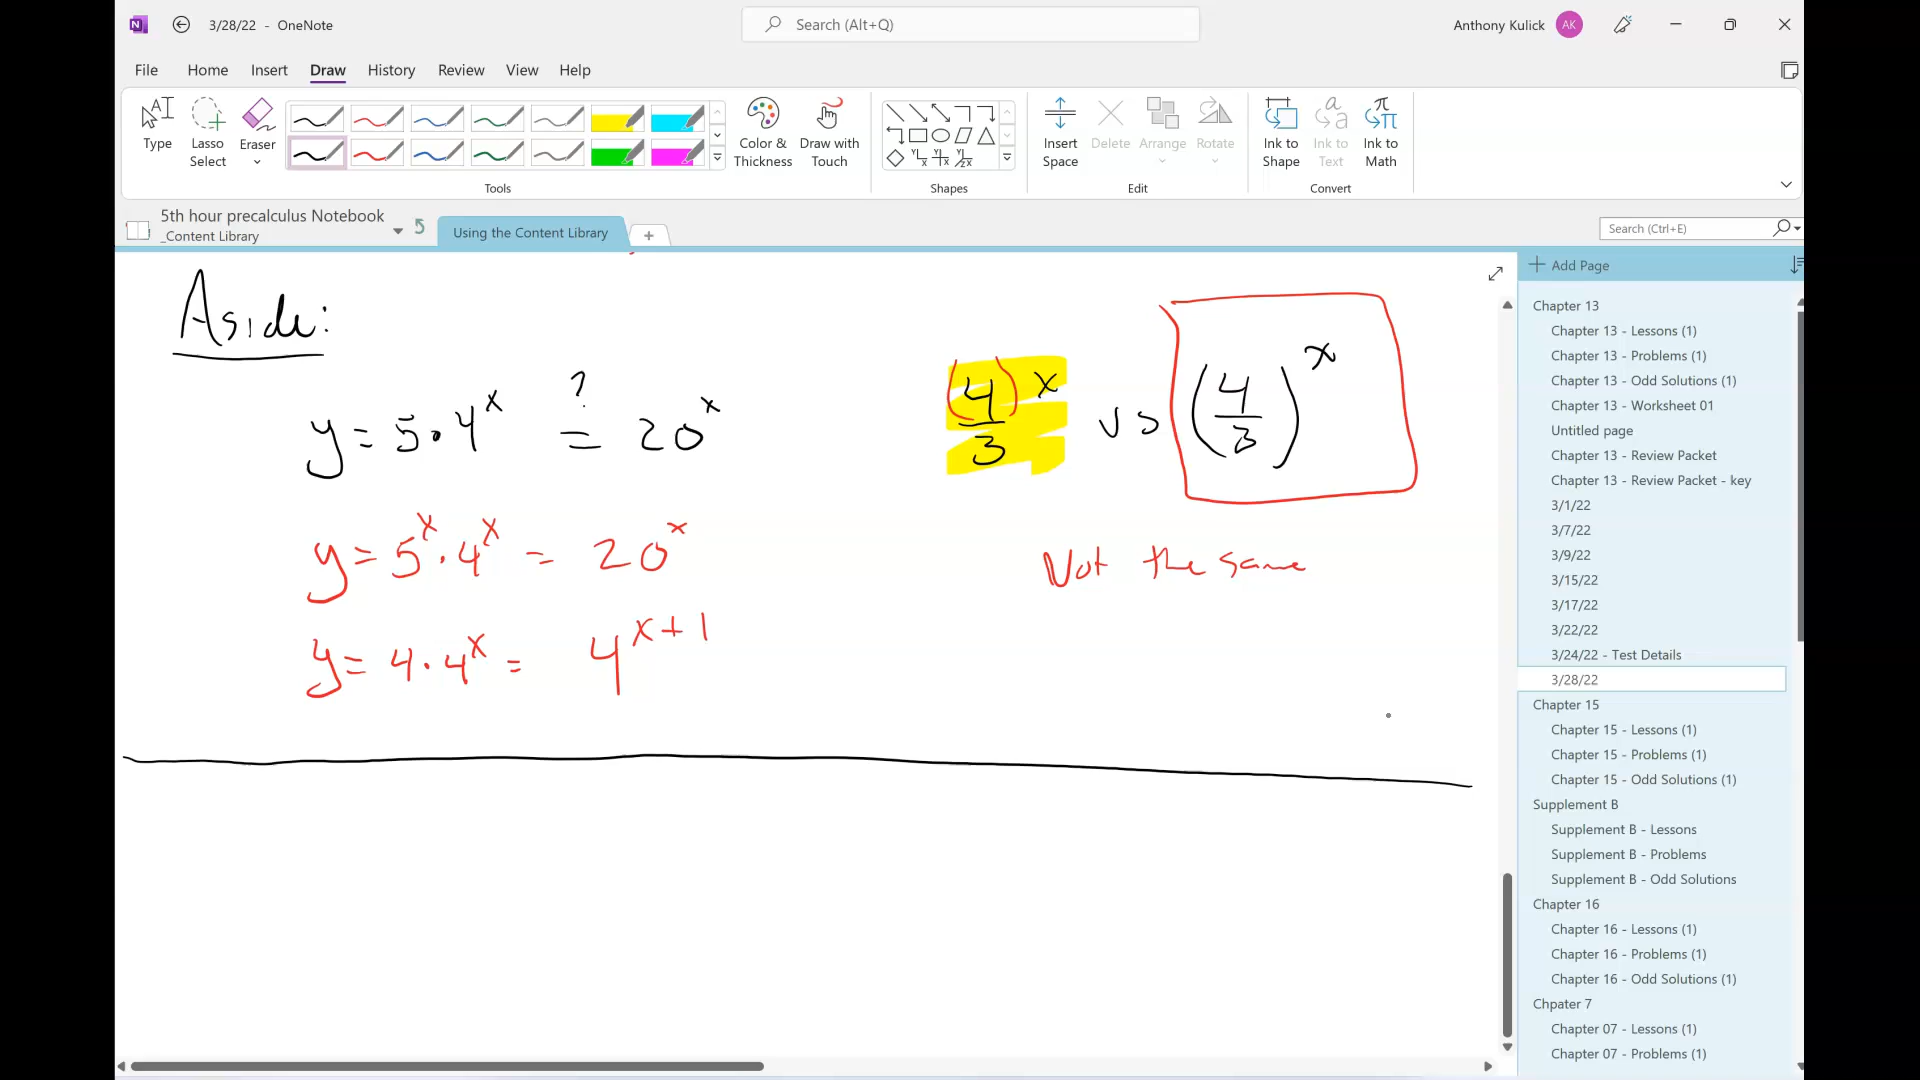 3/28/22 - OneNote
Search (Alt+Q)
Anthony Kulick AK
File Home Insert Draw History Review View Help
Type
Lasso Select
Eraser
Color & Thickness
Draw with Touch
Insert Space
Delete
Arrange
Rotate
Ink to Shape
Ink to Text
Ink to Math
Tools Shapes Edit Convert
5th hour precalculus Notebook
_Content Library
Using the Content Library
Search (Ctrl+E)
Add Page
Aside:
y = 5·4^x ?= 20^x
(4)^x/3 vs (4/3)^x
y = 5^x·4^x = 20^x
Not the same
y = 4·4^x = 4^(x+1)
Chapter 13
Chapter 13 - Lessons (1)
Chapter 13 - Problems (1)
Chapter 13 - Odd Solutions (1)
Chapter 13 - Worksheet 01
Untitled page
Chapter 13 - Review Packet
Chapter 13 - Review Packet - key
3/1/22
3/7/22
3/9/22
3/15/22
3/17/22
3/22/22
3/24/22 - Test Details
3/28/22
Chapter 15
Chapter 15 - Lessons (1)
Chapter 15 - Problems (1)
Chapter 15 - Odd Solutions (1)
Supplement B
Supplement B - Lessons
Supplement B - Problems
Supplement B - Odd Solutions
Chapter 16
Chapter 16 - Lessons (1)
Chapter 16 - Problems (1)
Chapter 16 - Odd Solutions (1)
Chpater 7
Chapter 07 - Lessons (1)
Chapter 07 - Problems (1)